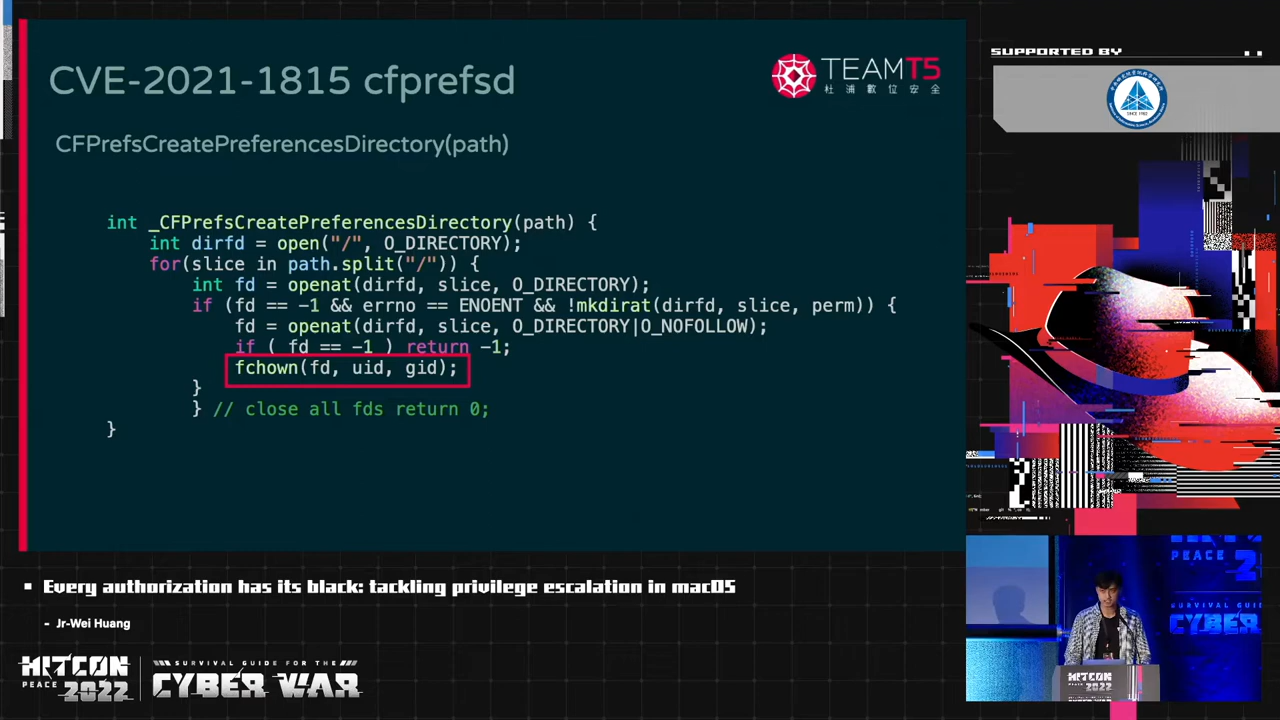 CVE-2021-1815 cfprefsd
TEAMT5
杜浦數位安全
CFPrefsCreatePreferencesDirectory(path)
int _CFPrefsCreatePreferencesDirectory(path) {
int dirfd = open("/", O_DIRECTORY);
for(slice in path.split("/")) {
int fd = openat(dirfd, slice, O_DIRECTORY);
if (fd == -1 && errno == ENOENT && !mkdirat(dirfd, slice, perm)) {
fd = openat(dirfd, slice, O_DIRECTORY|O_NOFOLLOW);
if ( fd == -1 ) return -1;
fchown(fd, uid, gid);
}
} // close all fds return 0;
}
SUPPORTED BY
SINCE 1982
Every authorization has its black: tackling privilege escalation in macOS
- Jr-Wei Huang
HITCON
PEACE 2022
SURVIVAL GUIDE FOR THE
CYBER WAR
PEACE 2
SURVIVAL GUIDE
CYBER
HITCON
PEACE 2022